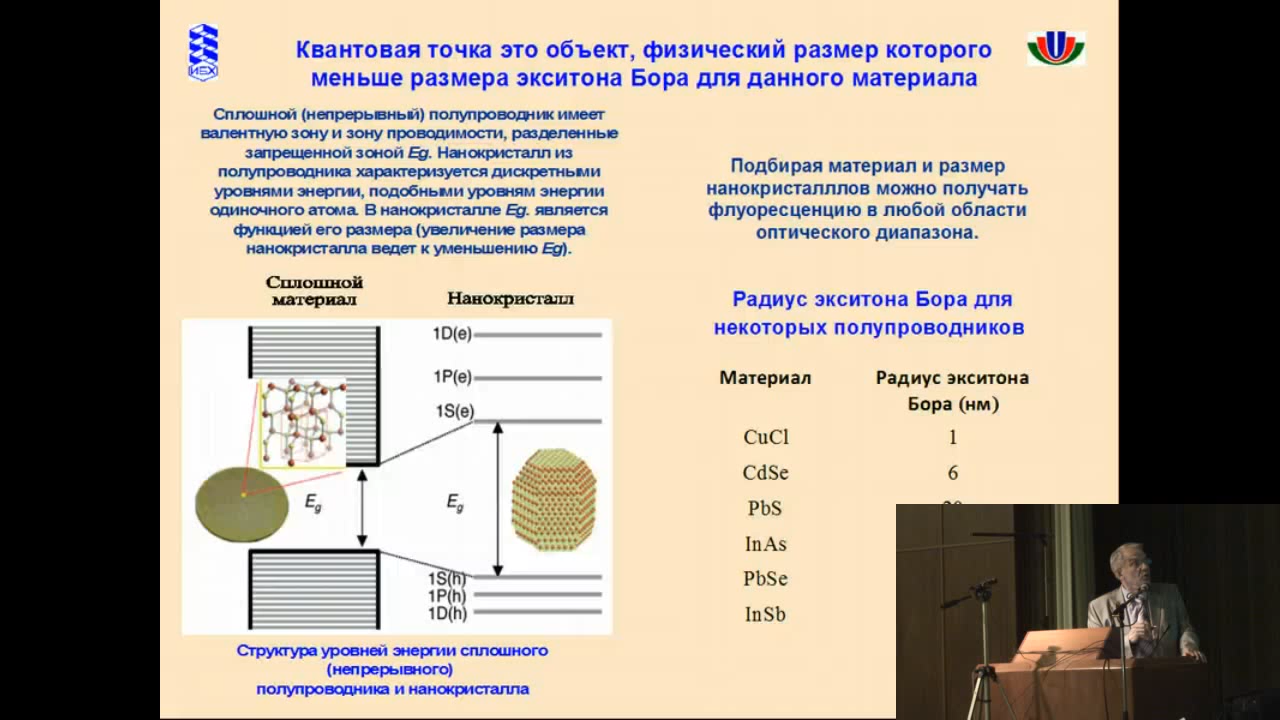 ИБХ
Квантовая точка это объект, физический размер которого
меньше размера экситона Бора для данного материала
Сплошной (непрерывный) полупроводник имеет
валентную зону и зону проводимости, разделенные
запрещенной зоной Eg. Нанокристалл из
полупроводника характеризуется дискретными
уровнями энергии, подобными уровням энергии
одиночного атома. В нанокристалле Eg. является
функцией его размера (увеличение размера
нанокристалла ведет к уменьшению Eg).
Сплошной
материал
Нанокристалл
1D(e)
1P(e)
1S(e)
Eg
Eg
1S(h)
1P(h)
1D(h)
Структура уровней энергии сплошного
(непрерывного)
полупроводника и нанокристалла
Подбирая материал и размер
нанокристалллов можно получать
флуоресценцию в любой области
оптического диапазона.
Радиус экситона Бора для
некоторых полупроводников
Материал
Радиус экситона
Бора (нм)
CuCl 1
CdSe 6
PbS
InAs
PbSe
InSb